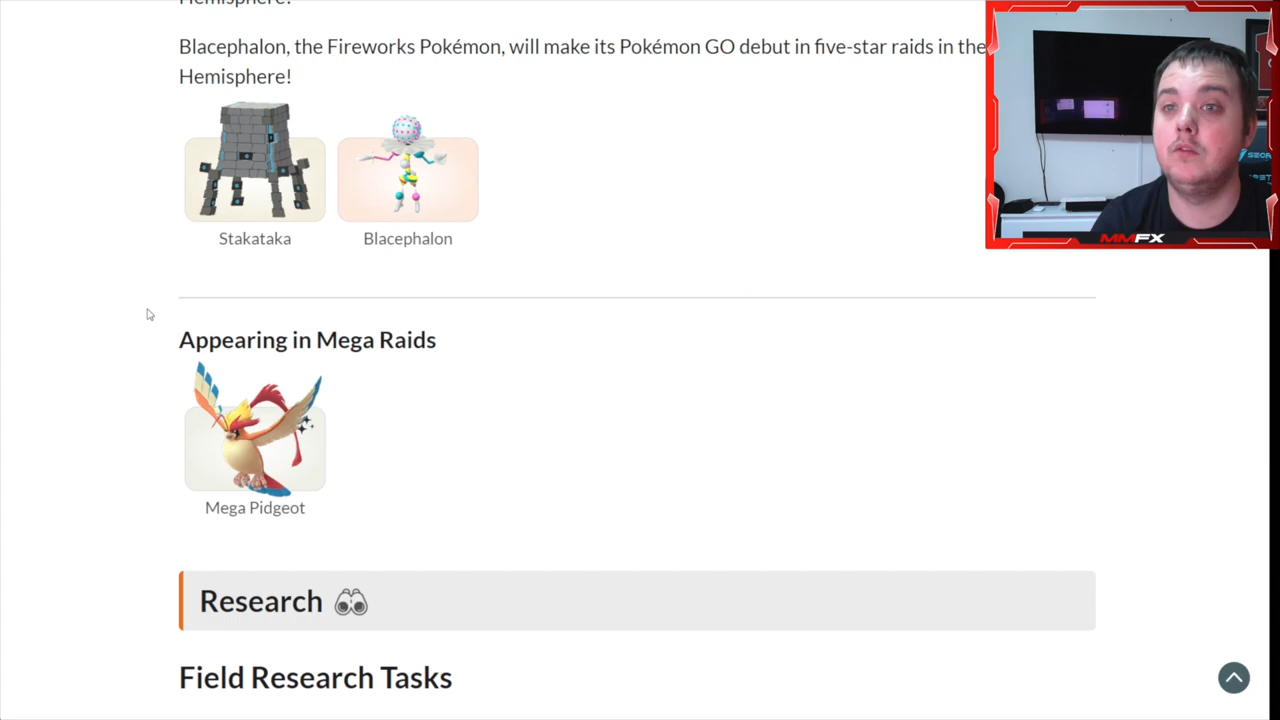 Hemisphere!
Blacephalon, the Fireworks Pokémon, will make its Pokémon GO debut in five-star raids in the
Hemisphere!
Stakataka
Blacephalon
Appearing in Mega Raids
Mega Pidgeot
Research
Field Research Tasks
MMFX